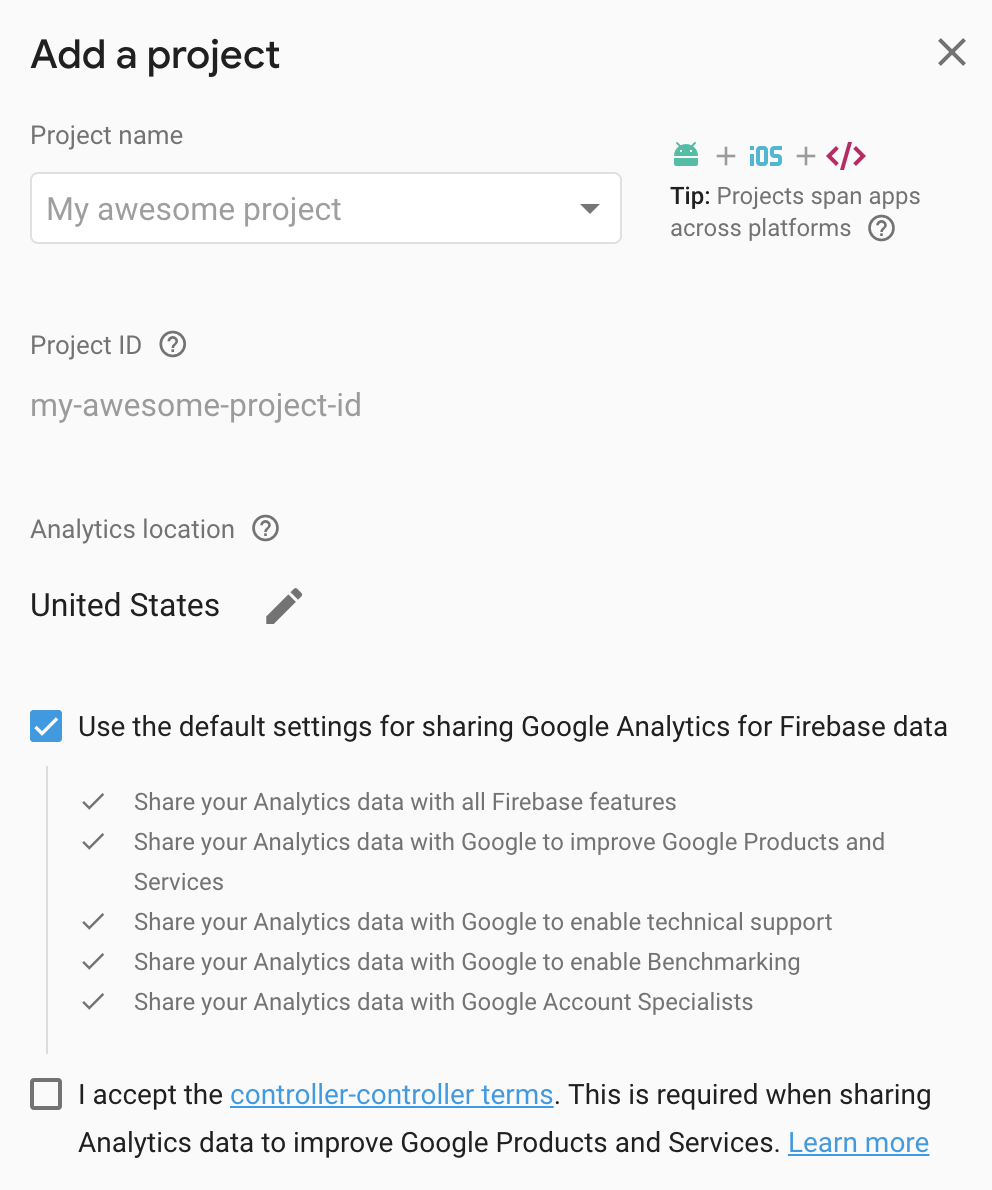 Add a project
Project name
My awesome project
iOS
Tip: Projects span apps
across platforms
Project ID
my-awesome-project-id
Analytics location
United States
Use the default settings for sharing Google Analytics for Firebase data
Share your Analytics data with all Firebase features
Share your Analytics data with Google to improve Google Products and
Services
Share your Analytics data with Google to enable technical support
Share your Analytics data with Google to enable Benchmarking
Share your Analytics data with Google Account Specialists
I accept the controller-controller terms. This is required when sharing
Analytics data to improve Google Products and Services. Learn more